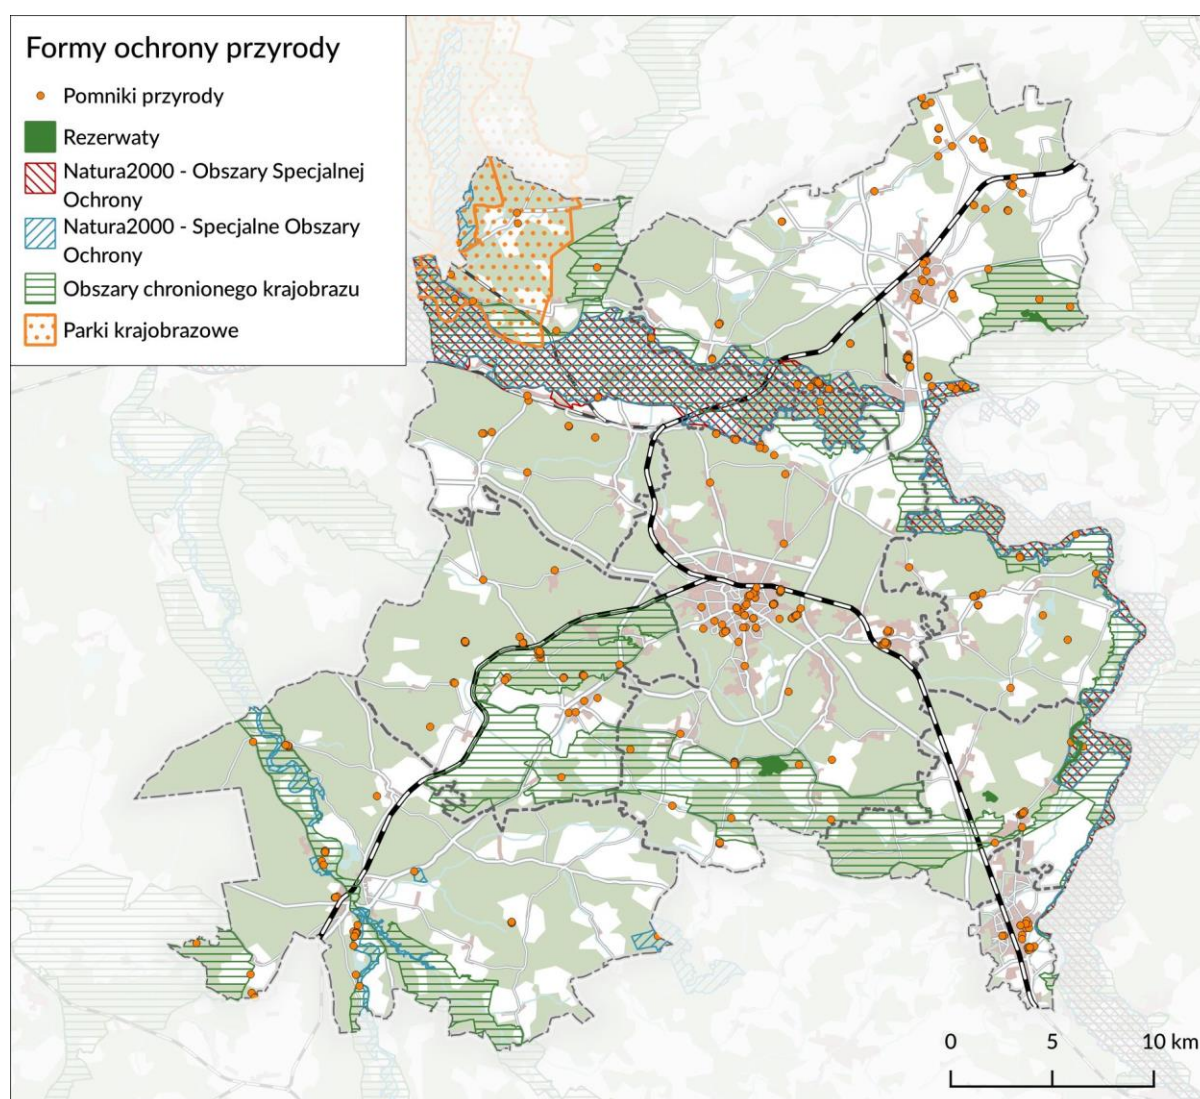 Formy ochrony przyrody
Pomniki przyrody
Rezerwaty
Natura2000 - Obszary Specjalnej
Ochrony
Natura2000 - Specjalne Obszary
Ochrony
Obszary chronionego krajobrazu
Parki krajobrazowe
0 5 10 km